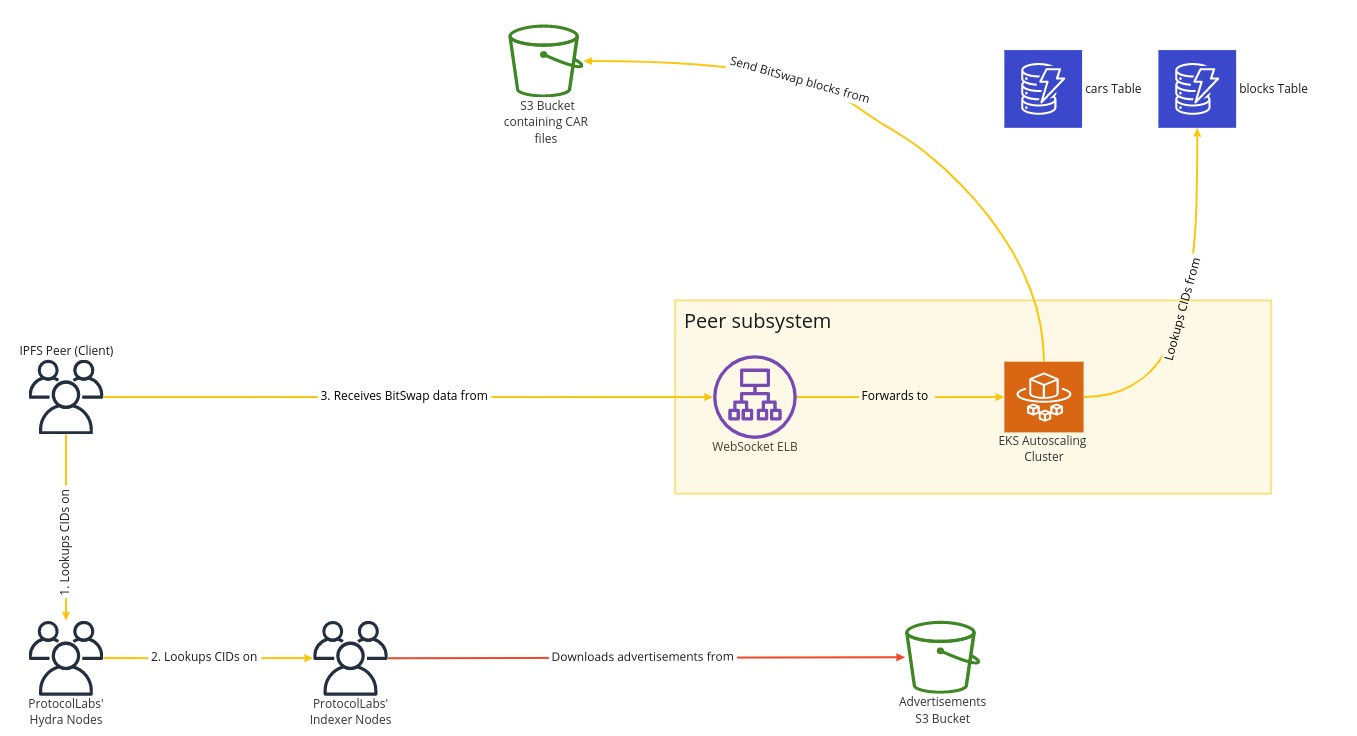 Send BitSwap blocks from
cars Table
blocks Table
S3 Bucket
containing CAR
files
Lookups CIDs from
Peer subsystem
IPFS Peer (Client)
3. Receives BitSwap data from
Forwards to
WebSocket ELB
EKS Autoscaling
Cluster
1. Lookups CIDs on
2. Lookups CIDs on
Downloads advertisements from
ProtocolLabs'
Hydra Nodes
ProtocolLabs'
Indexer Nodes
Advertisements
S3 Bucket